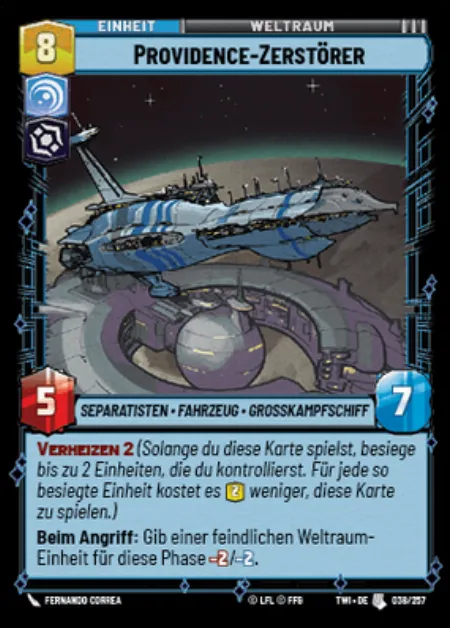 EINHEIT
WELTRAUM
8
PROVIDENCE-ZERSTÖRER
5
7
SEPARATISTEN • FAHRZEUG • GROSSKAMPFSCHIFF
VERHEIZEN 2 (Solange du diese Karte spielst, besiege
bis zu 2 Einheiten, die du kontrollierst. Für jede so
besiegte Einheit kostet es 2 weniger, diese Karte
zu spielen.)
Beim Angriff: Gib einer feindlichen Weltraum-
Einheit für diese Phase -2/-2.
FERNANDO CORREA
© LFL © FFG
TWI • DE
038/257